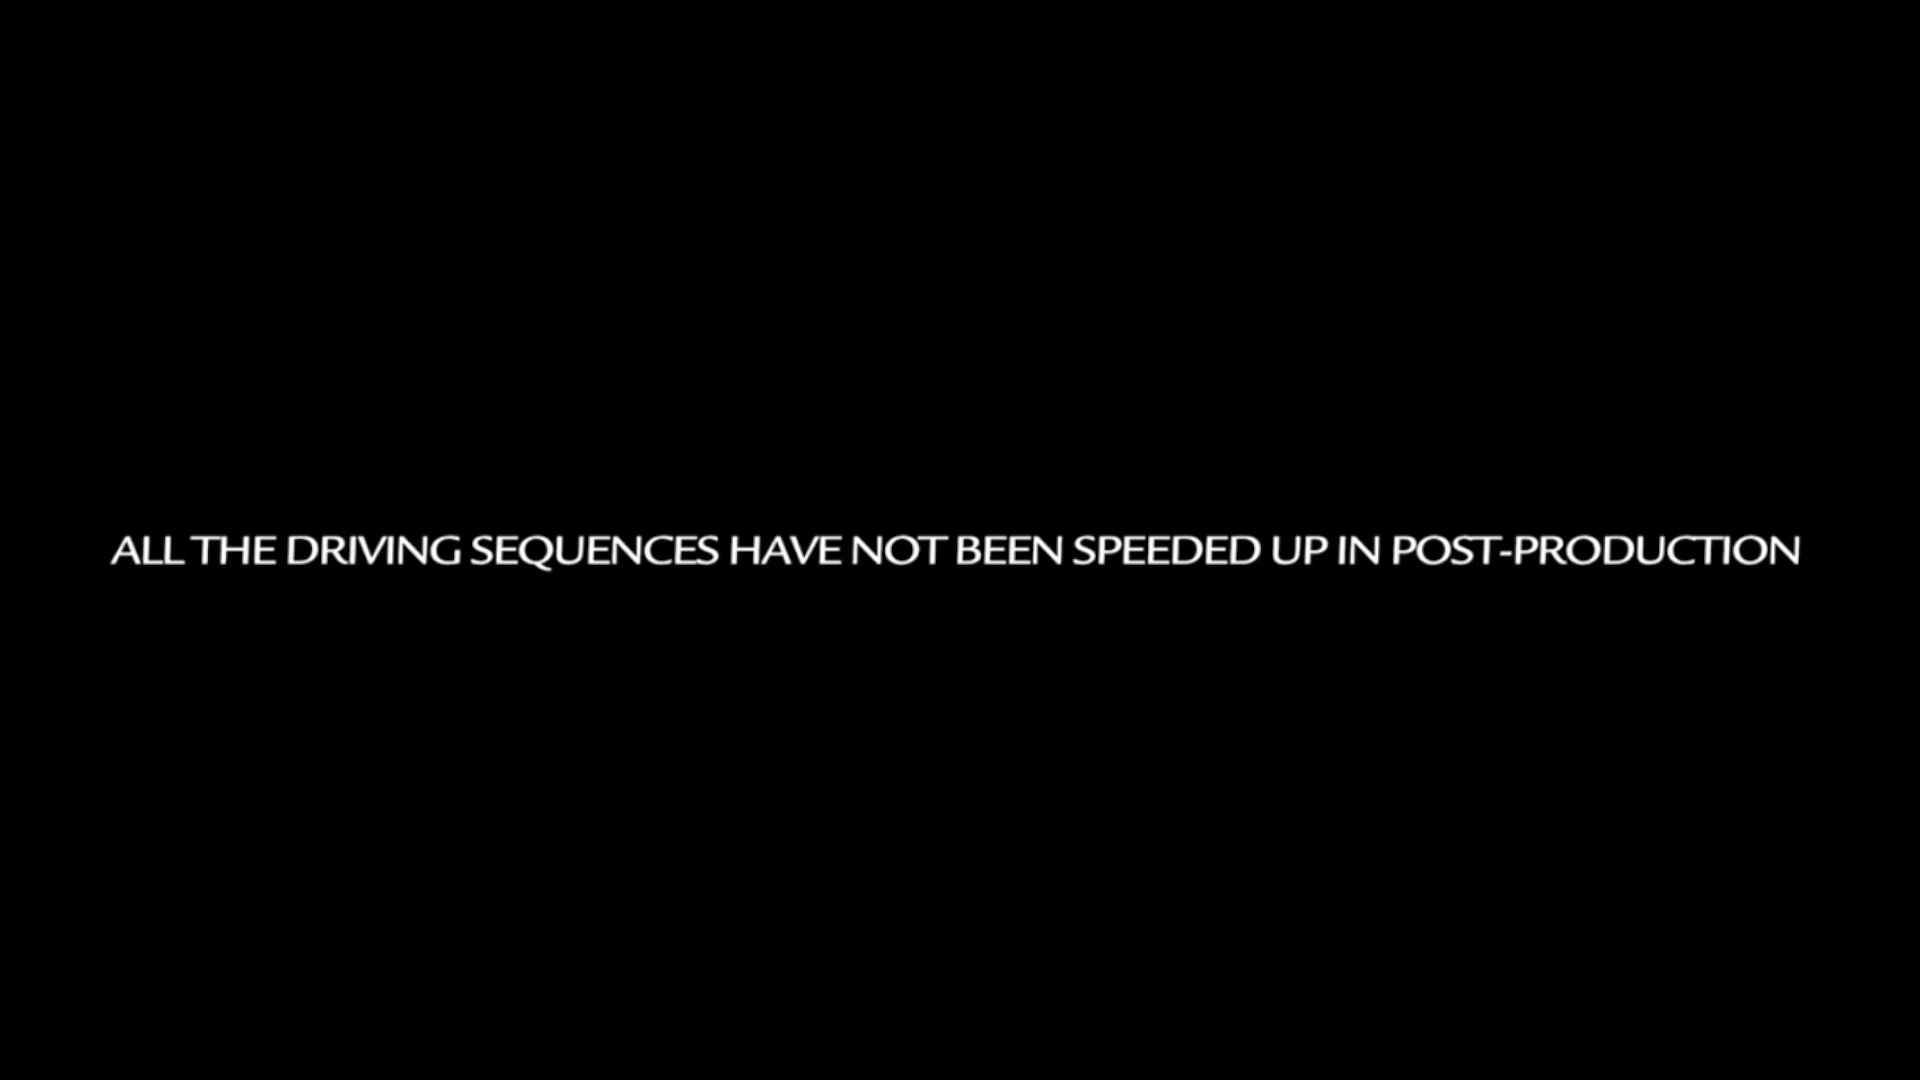 ALL THE DRIVING SEQUENCES HAVE NOT BEEN SPEEDED UP IN POST-PRODUCTION